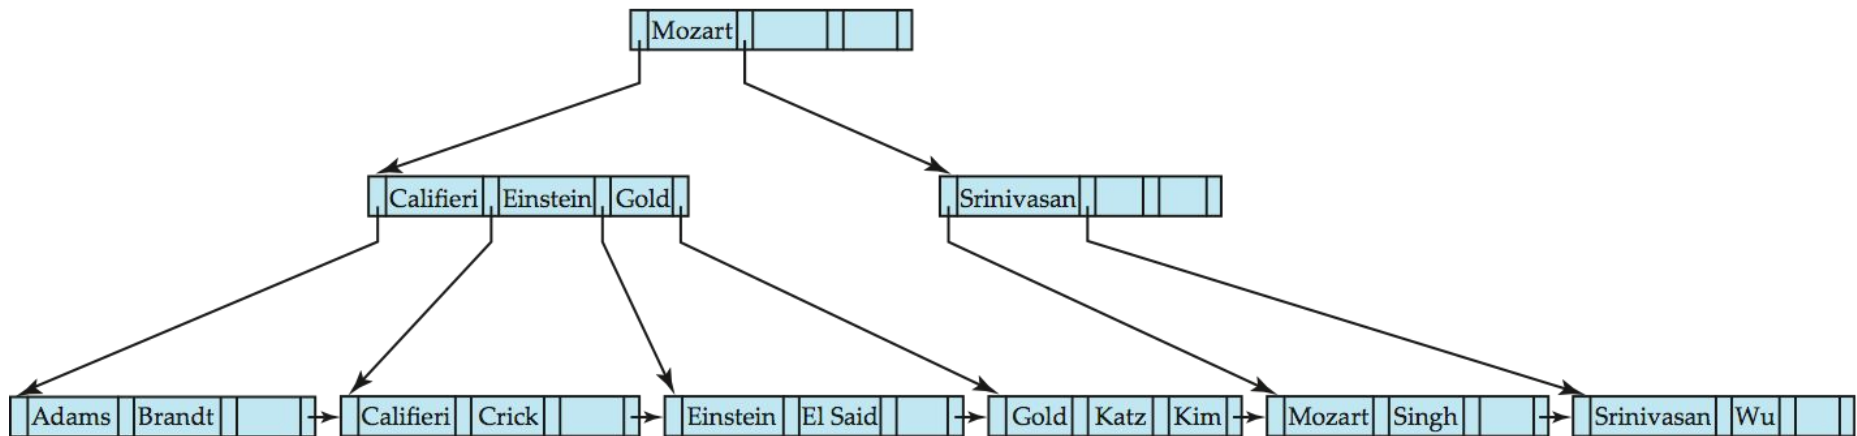 Mozart
Califieri Einstein Gold Srinivasan
Adams Brandt Califieri Crick Einstein El Said Gold Katz Kim Mozart Singh Srinivasan Wu